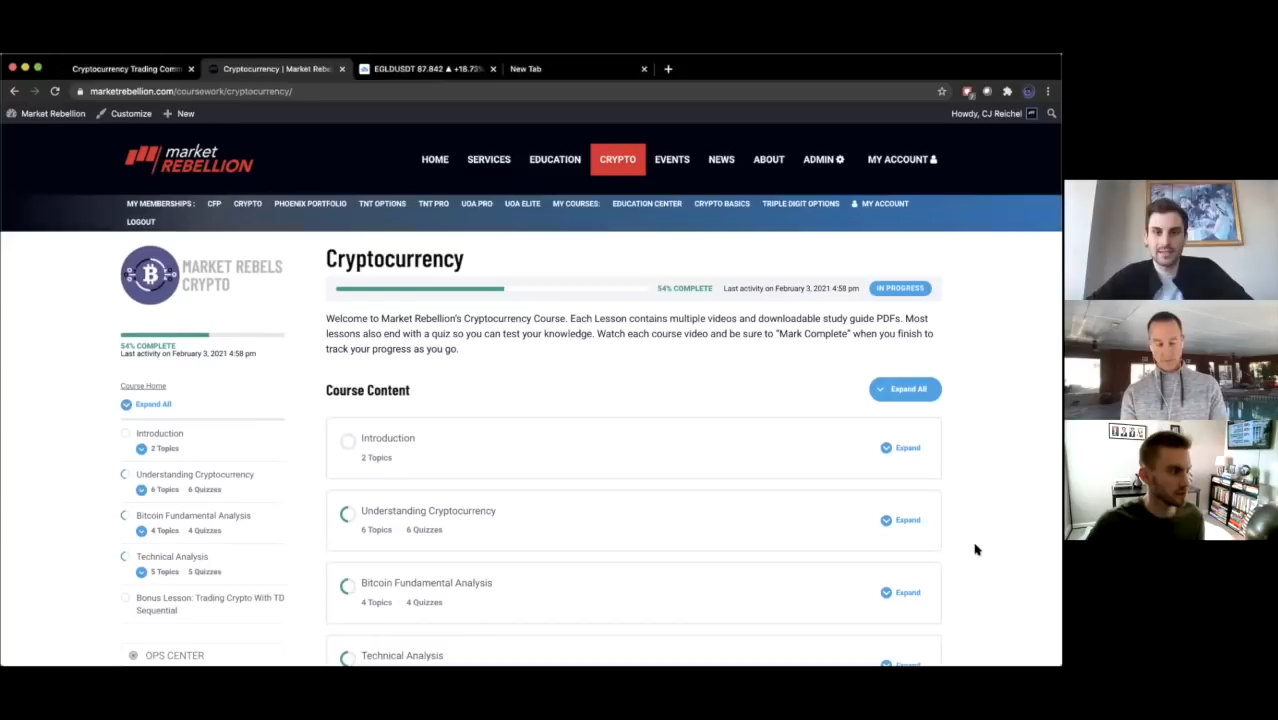 Cryptocurrency Trading Comm
Cryptocurrency | Market Rebe
EGLDUSDT 87.842 ▲ +18.73%
New Tab
marketrebellion.com/coursework/cryptocurrency/
Market Rebellion Customize New Howdy, CJ Reichel
market
REBELLION
HOME SERVICES EDUCATION CRYPTO EVENTS NEWS ABOUT ADMIN MY ACCOUNT
MY MEMBERSHIPS : CFP CRYPTO PHOENIX PORTFOLIO TNT OPTIONS TNT PRO UOA PRO UOA ELITE MY COURSES: EDUCATION CENTER CRYPTO BASICS TRIPLE DIGIT OPTIONS MY ACCOUNT
LOGOUT
MARKET REBELS
CRYPTO
54% COMPLETE
Last activity on February 3, 2021 4:58 pm
Course Home
Expand All
Introduction
2 Topics
Understanding Cryptocurrency
6 Topics 6 Quizzes
Bitcoin Fundamental Analysis
4 Topics 4 Quizzes
Technical Analysis
5 Topics 5 Quizzes
Bonus Lesson: Trading Crypto With TD
Sequential
OPS CENTER
Cryptocurrency
54% COMPLETE Last activity on February 3, 2021 4:58 pm IN PROGRESS
Welcome to Market Rebellion's Cryptocurrency Course. Each Lesson contains multiple videos and downloadable study guide PDFs. Most
lessons also end with a quiz so you can test your knowledge. Watch each course video and be sure to “Mark Complete” when you finish to
track your progress as you go.
Course Content Expand All
Introduction
2 Topics
Expand
Understanding Cryptocurrency
6 Topics 6 Quizzes
Expand
Bitcoin Fundamental Analysis
4 Topics 4 Quizzes
Expand
Technical Analysis
Expand